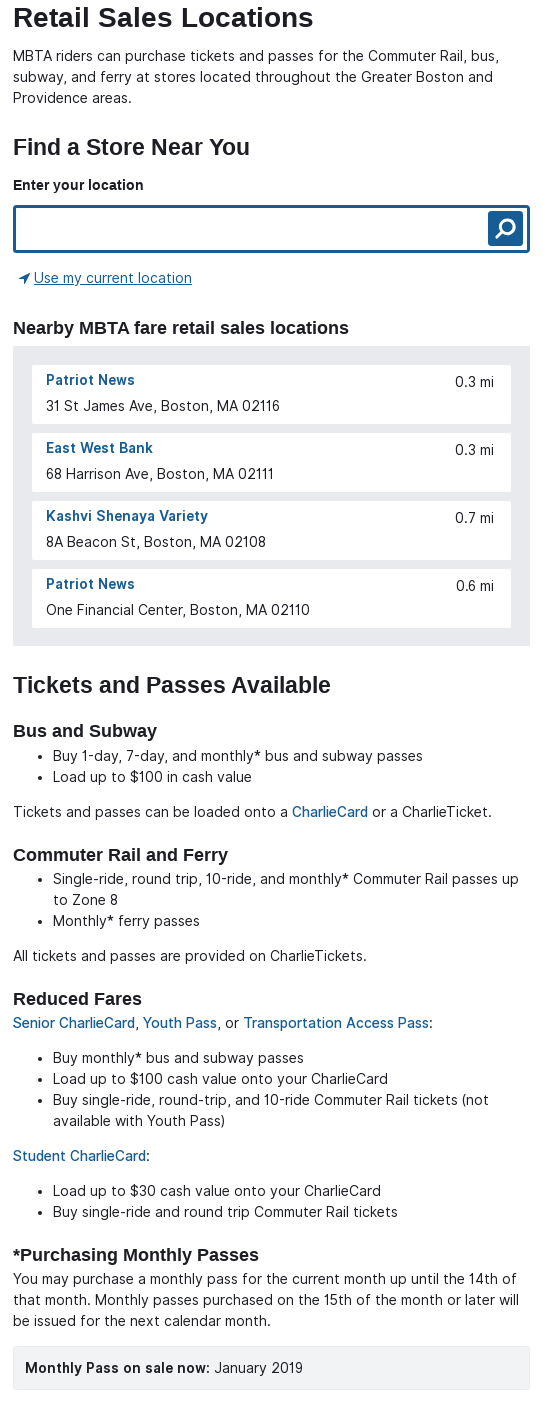 Retail Sales Locations
MBTA riders can purchase tickets and passes for the Commuter Rail, bus,
subway, and ferry at stores located throughout the Greater Boston and
Providence areas.
Find a Store Near You
Enter your location
Use my current location
Nearby MBTA fare retail sales locations
Patriot News 0.3 mi
31 St James Ave, Boston, MA 02116
East West Bank 0.3 mi
68 Harrison Ave, Boston, MA 02111
Kashvi Shenaya Variety 0.7 mi
8A Beacon St, Boston, MA 02108
Patriot News 0.6 mi
One Financial Center, Boston, MA 02110
Tickets and Passes Available
Bus and Subway
• Buy 1-day, 7-day, and monthly* bus and subway passes
• Load up to $100 in cash value
Tickets and passes can be loaded onto a CharlieCard or a CharlieTicket.
Commuter Rail and Ferry
• Single-ride, round trip, 10-ride, and monthly* Commuter Rail passes up
to Zone 8
• Monthly* ferry passes
All tickets and passes are provided on CharlieTickets.
Reduced Fares
Senior CharlieCard, Youth Pass, or Transportation Access Pass:
• Buy monthly* bus and subway passes
• Load up to $100 cash value onto your CharlieCard
• Buy single-ride, round-trip, and 10-ride Commuter Rail tickets (not
available with Youth Pass)
Student CharlieCard:
• Load up to $30 cash value onto your CharlieCard
• Buy single-ride and round trip Commuter Rail tickets
*Purchasing Monthly Passes
You may purchase a monthly pass for the current month up until the 14th of
that month. Monthly passes purchased on the 15th of the month or later will
be issued for the next calendar month.
Monthly Pass on sale now: January 2019